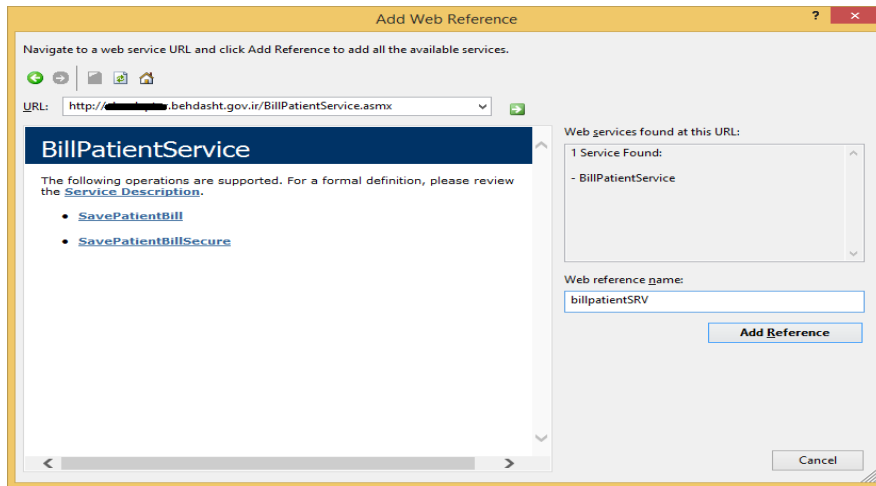 Add Web Reference
?
Navigate to a web service URL and click Add Reference to add all the available services.
URL: http:// .behdasht.gov.ir/BillPatientService.asmx
BillPatientService
The following operations are supported. For a formal definition, please review
the Service Description.
• SavePatientBill
• SavePatientBillSecure
Web services found at this URL:
1 Service Found:
- BillPatientService
Web reference name:
billpatientSRV
Add Reference
Cancel